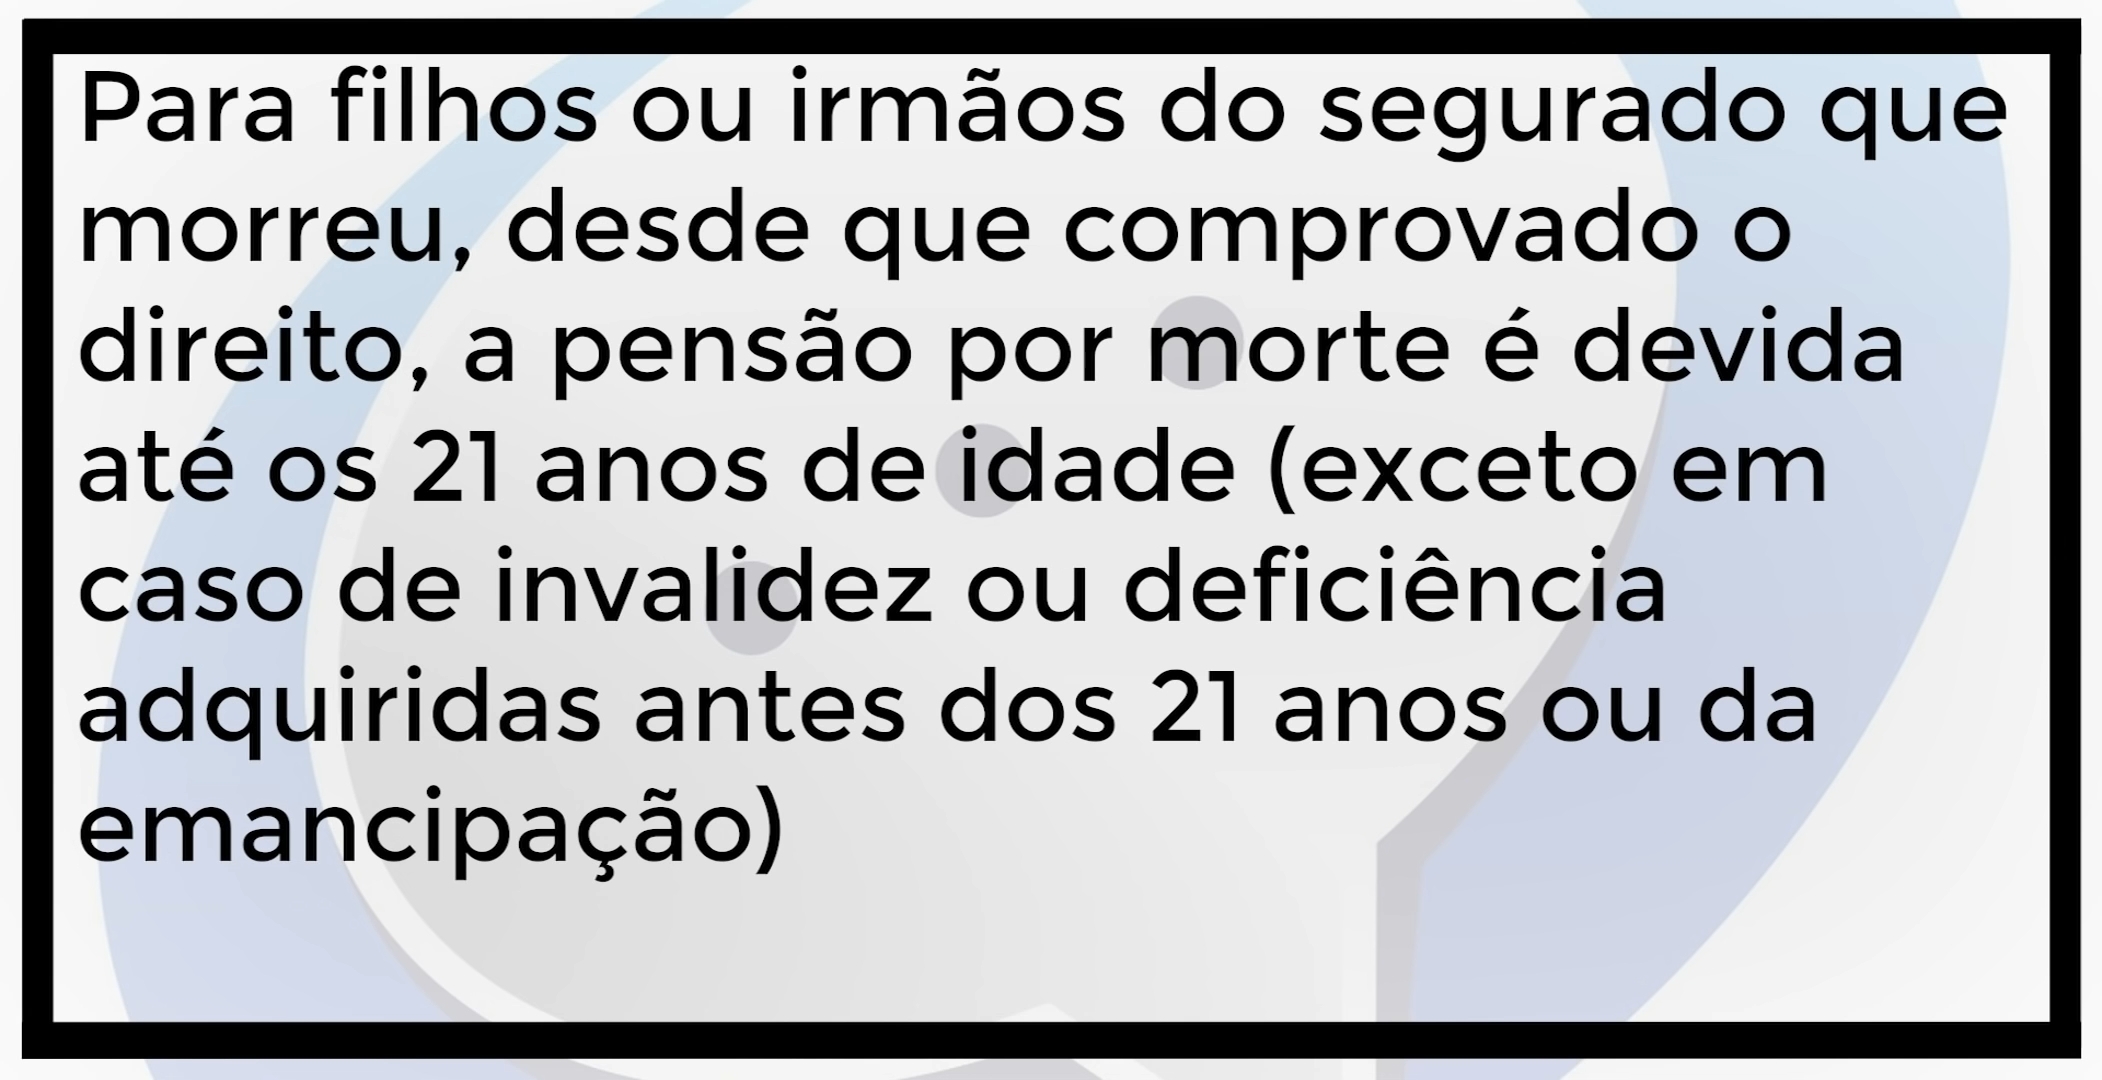 Para filhos ou irmãos do segurado que
morreu, desde que comprovado o
direito, a pensão por morte é devida
até os 21 anos de idade (exceto em
caso de invalidez ou deficiência
adquiridas antes dos 21 anos ou da
emancipação)